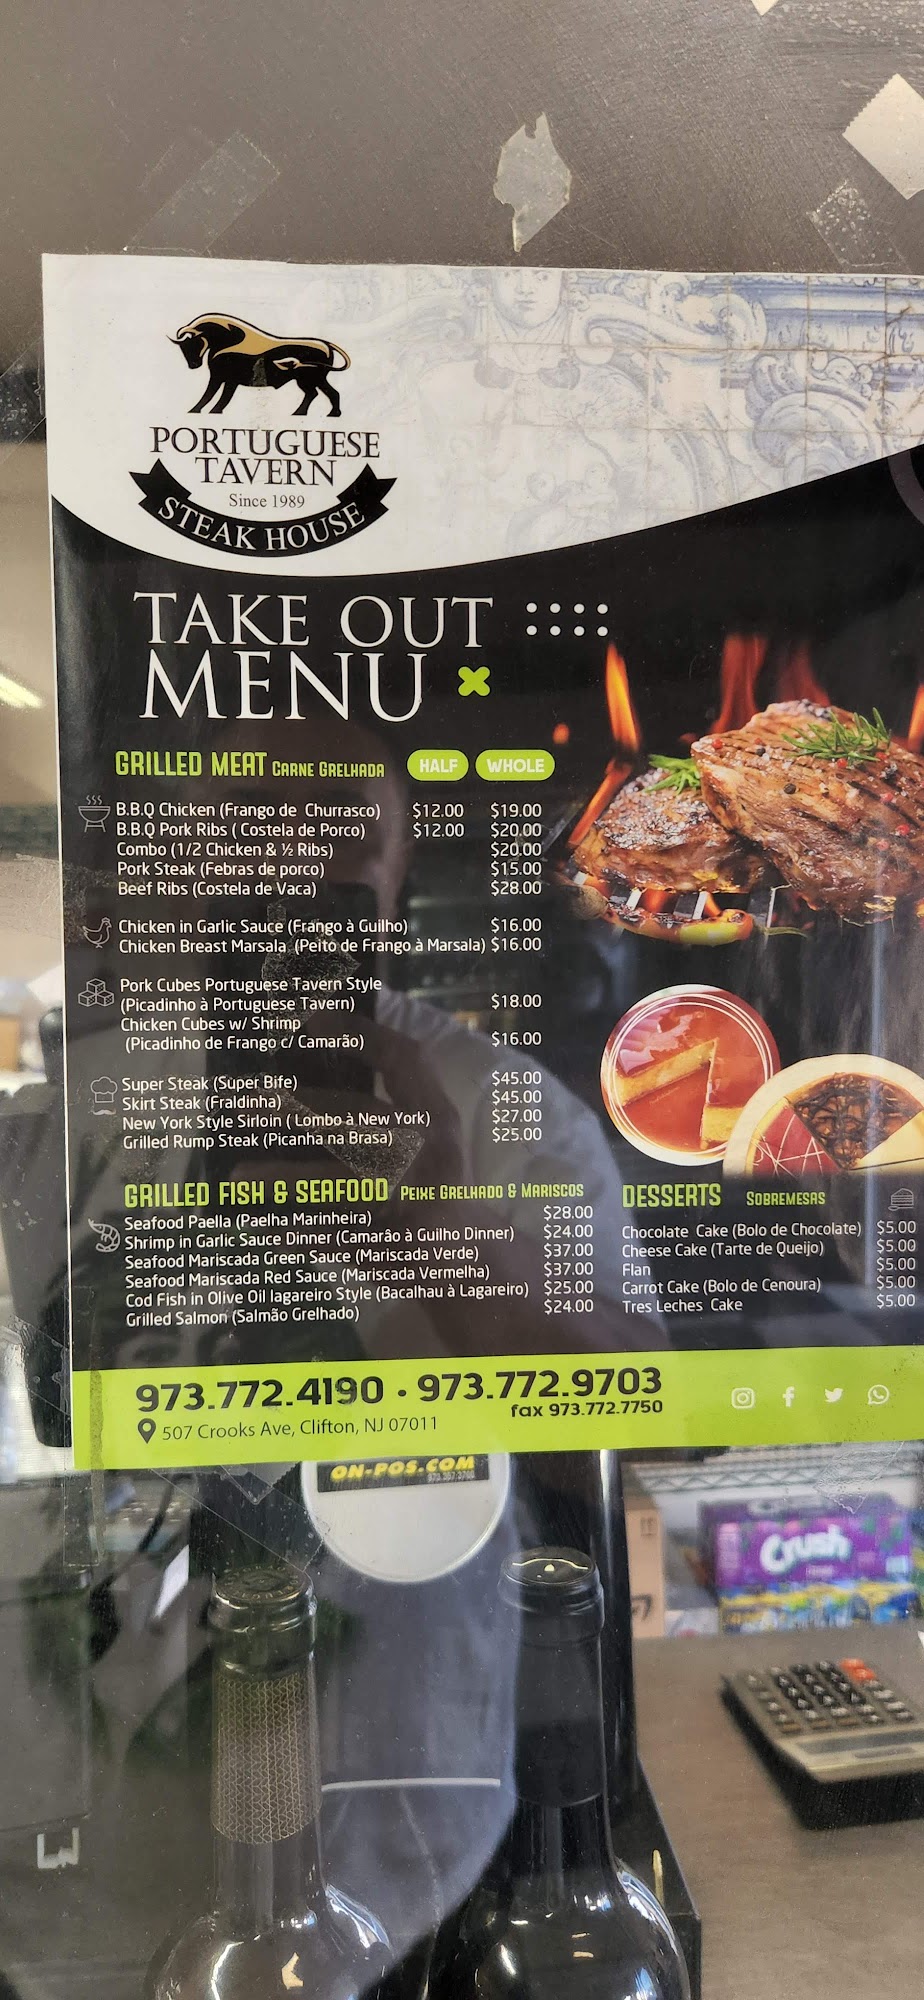 PORTUGUESE
TAVERN
Since 1989
STEAK HOUSE
TAKE OUT
MENU
GRILLED MEAT CARNE GRELHADA HALF WHOLE
B.B.Q Chicken (Frango de Churrasco) $12.00 $19.00
B.B.Q Pork Ribs ( Costela de Porco) $12.00 $20.00
Combo (1/2 Chicken & ½ Ribs) $20.00
Pork Steak (Febras de porco) $15.00
Beef Ribs (Costela de Vaca) $28.00
Chicken in Garlic Sauce (Frango à Guilho) $16.00
Chicken Breast Marsala (Peito de Frango à Marsala) $16.00
Pork Cubes Portuguese Tavern Style
(Picadinho à Portuguese Tavern) $18.00
Chicken Cubes w/ Shrimp
(Picadinho de Frango c/ Camarão) $16.00
Super Steak (Super Bife) $45.00
Skirt Steak (Fraldinha) $45.00
New York Style Sirloin ( Lombo à New York) $27.00
Grilled Rump Steak (Picanha na Brasa) $25.00
GRILLED FISH & SEAFOOD PEIXE GRELHADO & MARISCOS
Seafood Paella (Paelha Marinheira) $28.00
Shrimp in Garlic Sauce Dinner (Camarão à Guilho Dinner) $24.00
Seafood Mariscada Green Sauce (Mariscada Verde) $37.00
Seafood Mariscada Red Sauce (Mariscada Vermelha) $37.00
Cod Fish in Olive Oil lagareiro Style (Bacalhau à Lagareiro) $25.00
Grilled Salmon (Salmão Grelhado) $24.00
DESSERTS SOBREMESAS
Chocolate Cake (Bolo de Chocolate) $5.00
Cheese Cake (Tarte de Queijo) $5.00
Flan $5.00
Carrot Cake (Bolo de Cenoura) $5.00
Tres Leches Cake $5.00
973.772.4190 • 973.772.9703
fax 973.772.7750
507 Crooks Ave, Clifton, NJ 07011
ON-POS.COM
Crush